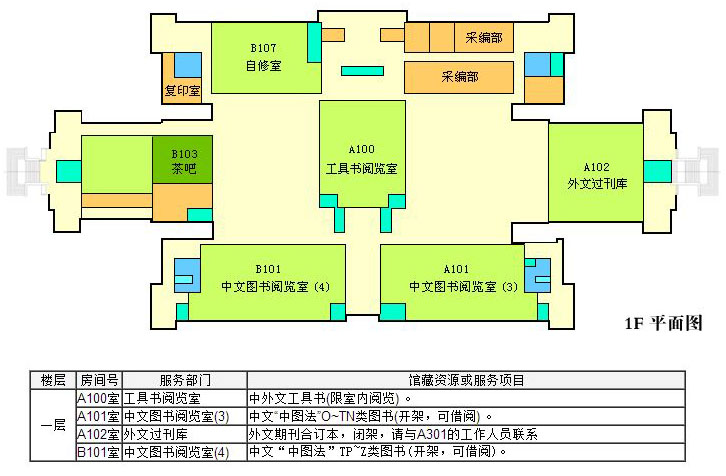 B107
自修室
采编部
采编部
复印室
B103
茶吧
A100
工具书阅览室
A102
外文过刊库
B101
中文图书阅览室 (4)
A101
中文图书阅览室 (3)
1F 平面图
楼层 房间号 服务部门 馆藏资源或服务项目
一层
A100室 工具书阅览室 中外文工具书(限室内阅览) 。
A101室 中文图书阅览室(3) 中文“中图法”O~TN类图书(开架，可借阅) 。
A102室 外文过刊库 外文期刊合订本，闭架，请与A301的工作人员联系
B101室 中文图书阅览室(4) 中文“中图法”TP~Z类图书(开架，可借阅) 。